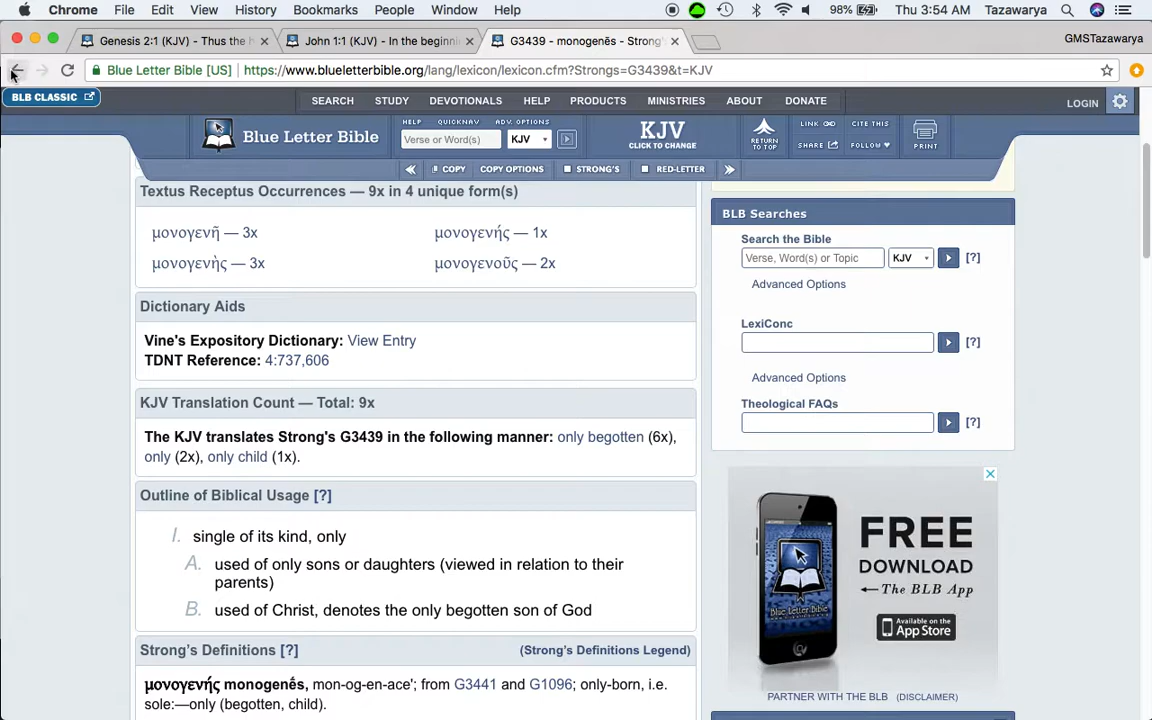 Chrome File Edit View History Bookmarks People Window Help 98% Thu 3:54 AM Tazawarya
Genesis 2:1 (KJV) - Thus the h John 1:1 (KJV) - In the beginnin G3439 - monogenēs - Strong' GMSTazawarya
Blue Letter Bible [US] https://www.blueletterbible.org/lang/lexicon/lexicon.cfm?Strongs=G3439&t=KJV
BLB CLASSIC SEARCH STUDY DEVOTIONALS HELP PRODUCTS MINISTRIES ABOUT DONATE LOGIN
HELP QUICKNAV ADV. OPTIONS
Blue Letter Bible Verse or Word(s) KJV
KJV
CLICK TO CHANGE
RETURN
TO TOP
LINK CITE THIS
SHARE FOLLOW
PRINT
COPY COPY OPTIONS STRONG'S RED-LETTER
Textus Receptus Occurrences — 9x in 4 unique form(s)
μονογενῆ — 3x μονογενής — 1x
μονογενὴς — 3x μονογενοῦς — 2x
Dictionary Aids
Vine's Expository Dictionary: View Entry
TDNT Reference: 4:737,606
KJV Translation Count — Total: 9x
The KJV translates Strong's G3439 in the following manner: only begotten (6x),
only (2x), only child (1x).
Outline of Biblical Usage [?]
I. single of its kind, only
A. used of only sons or daughters (viewed in relation to their
parents)
B. used of Christ, denotes the only begotten son of God
Strong's Definitions [?] (Strong's Definitions Legend)
μονογενής monogenḗs, mon-og-en-ace'; from G3441 and G1096; only-born, i.e.
sole:—only (begotten, child).
BLB Searches
Search the Bible
Verse, Word(s) or Topic KJV [?]
Advanced Options
LexiConc
[?]
Advanced Options
Theological FAQs
[?]
FREE
DOWNLOAD
The BLB App
Blue Letter Bible
Available on the
App Store
PARTNER WITH THE BLB (DISCLAIMER)